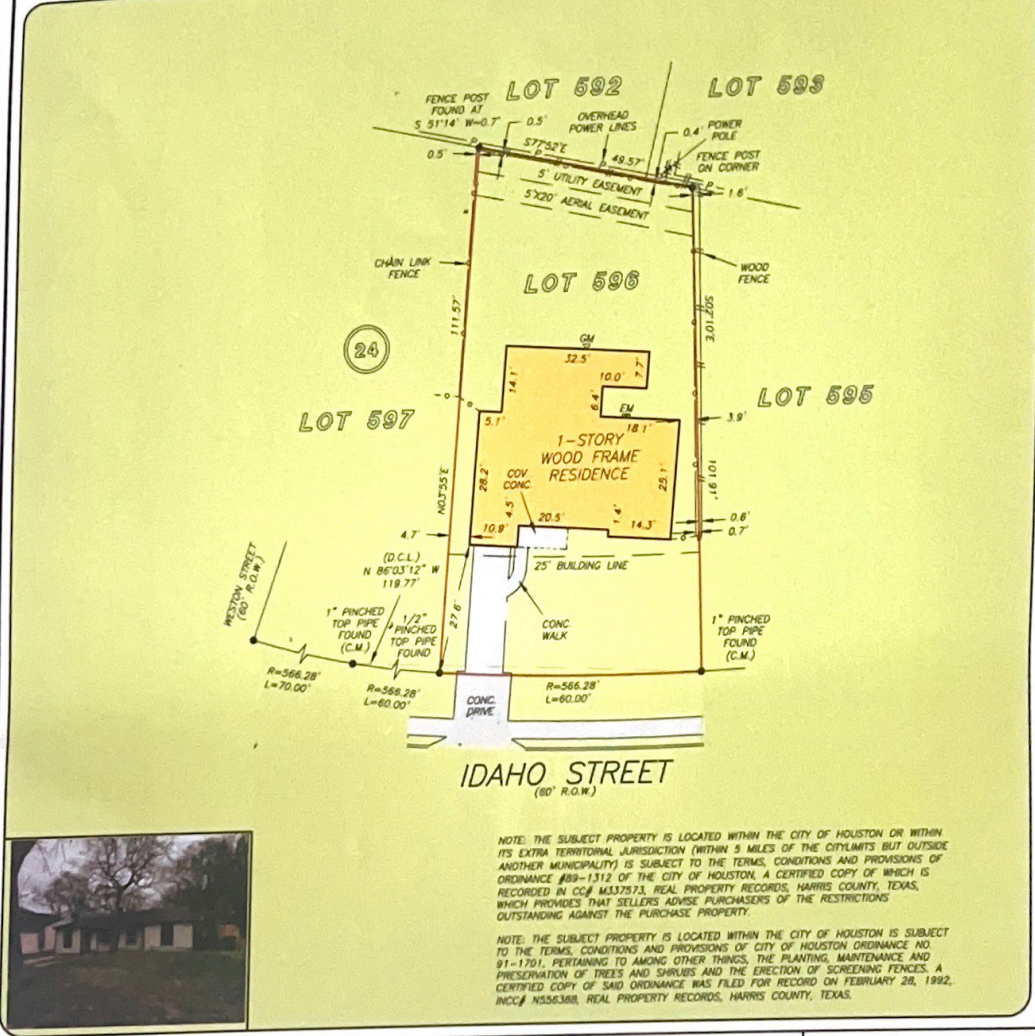 LOT 592
LOT 593
FENCE POST
FOUND AT
S 51°14' W~0.7'
0.5'
OVERHEAD
POWER LINES
0.4'
POWER
POLE
S77°52'E
49.57'
FENCE POST
ON CORNER
0.5'
5' UTILITY EASEMENT
1.6'
5'X20' AERIAL EASEMENT
CHAIN LINK
FENCE
WOOD
FENCE
LOT 596
111.57'
S02°10'E
24
GM
32.5'
14.1'
10.0'
7.7'
6.4'
LOT 597
LOT 595
5.1'
EM
18.1'
3.9'
1-STORY
WOOD FRAME
RESIDENCE
COV.
CONC.
28.2'
25.1'
N03°55'E
101.91'
4.5'
20.5'
1.4'
10.9'
14.3'
0.6'
0.7'
4.7'
25' BUILDING LINE
(D.C.L.)
N 86°03'12" W
119.77'
WESTON STREET
(60' R.O.W.)
27.6'
1" PINCHED
TOP PIPE
FOUND
(C.M.)
1/2"
PINCHED
TOP PIPE
FOUND
CONC.
WALK
1" PINCHED
TOP PIPE
FOUND
(C.M.)
R=566.28'
L=70.00'
R=566.28'
L=60.00'
R=566.28'
L=60.00'
CONC.
DRIVE
IDAHO STREET
(60' R.O.W.)
NOTE: THE SUBJECT PROPERTY IS LOCATED WITHIN THE CITY OF HOUSTON OR WITHIN
ITS EXTRA TERRITORIAL JURISDICTION (WITHIN 5 MILES OF THE CITYLIMITS BUT OUTSIDE
ANOTHER MUNICIPALITY) IS SUBJECT TO THE TERMS, CONDITIONS AND PROVISIONS OF
ORDINANCE #89-1312 OF THE CITY OF HOUSTON, A CERTIFIED COPY OF WHICH IS
RECORDED IN CC# M337573, REAL PROPERTY RECORDS, HARRIS COUNTY, TEXAS,
WHICH PROVIDES THAT SELLERS ADVISE PURCHASERS OF THE RESTRICTIONS
OUTSTANDING AGAINST THE PURCHASE PROPERTY.
NOTE: THE SUBJECT PROPERTY IS LOCATED WITHIN THE CITY OF HOUSTON IS SUBJECT
TO THE TERMS, CONDITIONS AND PROVISIONS OF CITY OF HOUSTON ORDINANCE NO.
91-1701, PERTAINING TO AMONG OTHER THINGS, THE PLANTING, MAINTENANCE AND
PRESERVATION OF TREES AND SHRUBS AND THE ERECTION OF SCREENING FENCES. A
CERTIFIED COPY OF SAID ORDINANCE WAS FILED FOR RECORD ON FEBRUARY 28, 1992,
INCC# N556388, REAL PROPERTY RECORDS, HARRIS COUNTY, TEXAS.